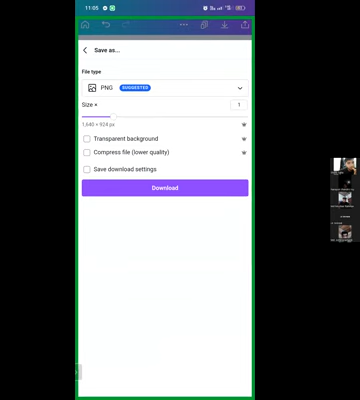 11:05
Save as...
File type
PNG SUGGESTED
Size ×
1
1,640 × 924 px
Transparent background
Compress file (lower quality)
Save download settings
Download